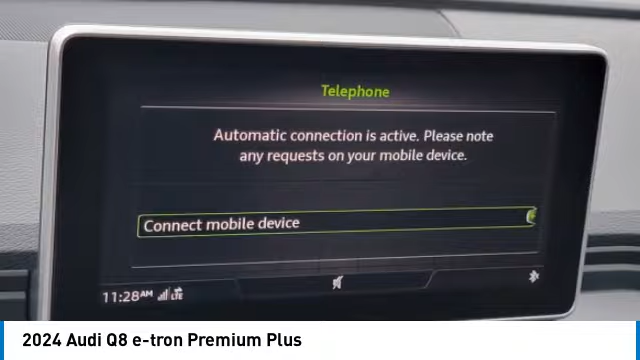 Telephone
Automatic connection is active. Please note
any requests on your mobile device.
Connect mobile device
11:28AM LTE
2024 Audi Q8 e-tron Premium Plus